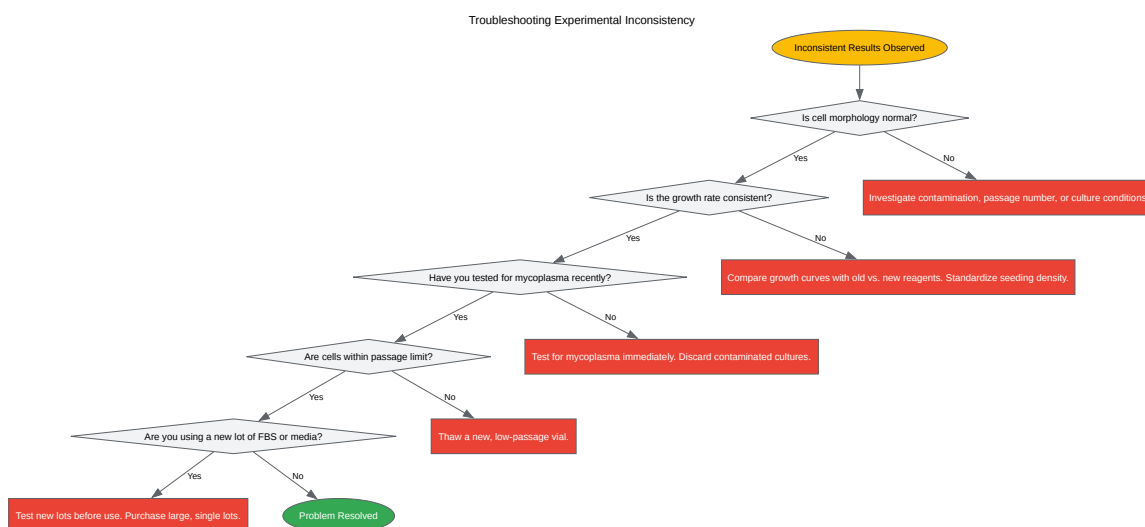 Troubleshooting Experimental Inconsistency
Inconsistent Results Observed
Is cell morphology normal?
Yes
No
Is the growth rate consistent?
Investigate contamination, passage number, or culture conditions
Yes
No
Have you tested for mycoplasma recently?
Compare growth curves with old vs. new reagents. Standardize seeding density.
Yes
No
Are cells within passage limit?
Test for mycoplasma immediately. Discard contaminated cultures.
Yes
No
Are you using a new lot of FBS or media?
Thaw a new, low-passage vial.
Yes
No
Test new lots before use. Purchase large, single lots.
Problem Resolved